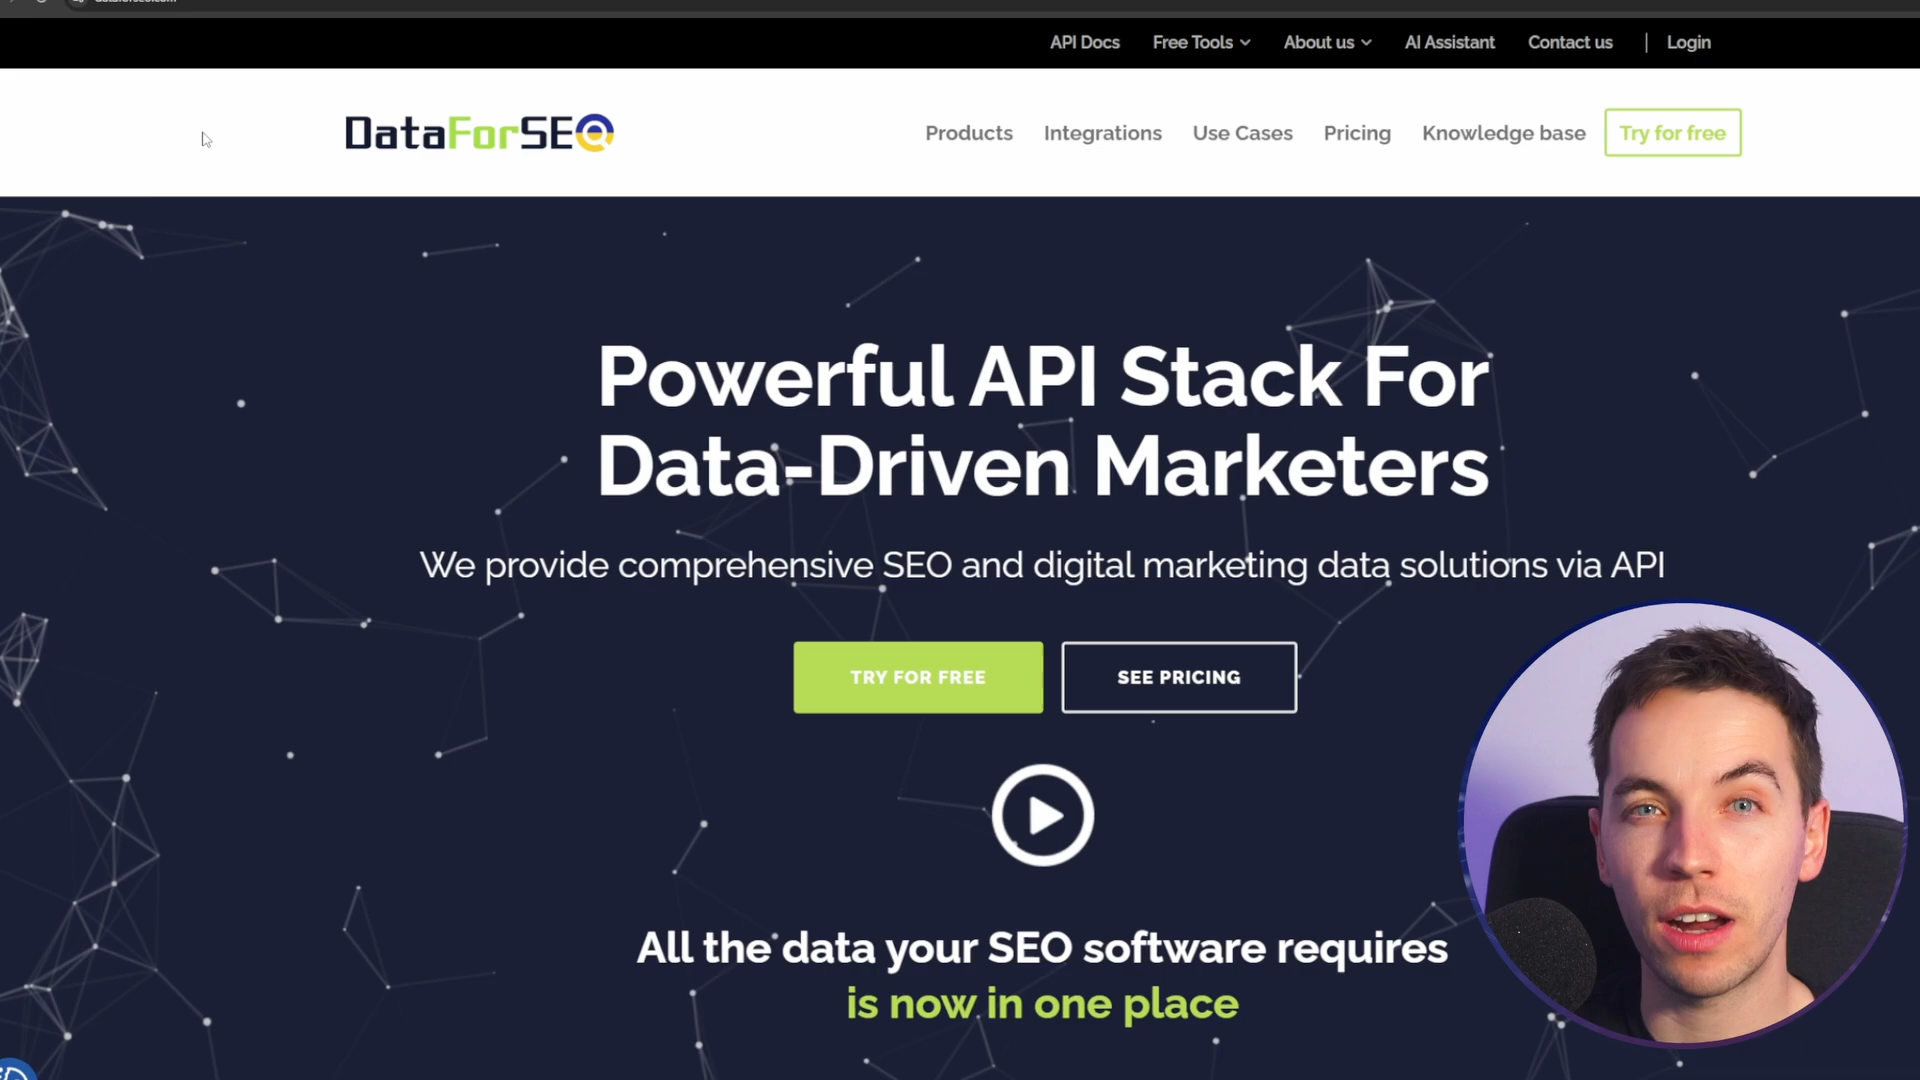 API Docs Free Tools About us AI Assistant Contact us | Login
DataForSEO
Products Integrations Use Cases Pricing Knowledge base Try for free
Powerful API Stack For
Data-Driven Marketers
We provide comprehensive SEO and digital marketing data solutions via API
TRY FOR FREE SEE PRICING
All the data your SEO software requires
is now in one place